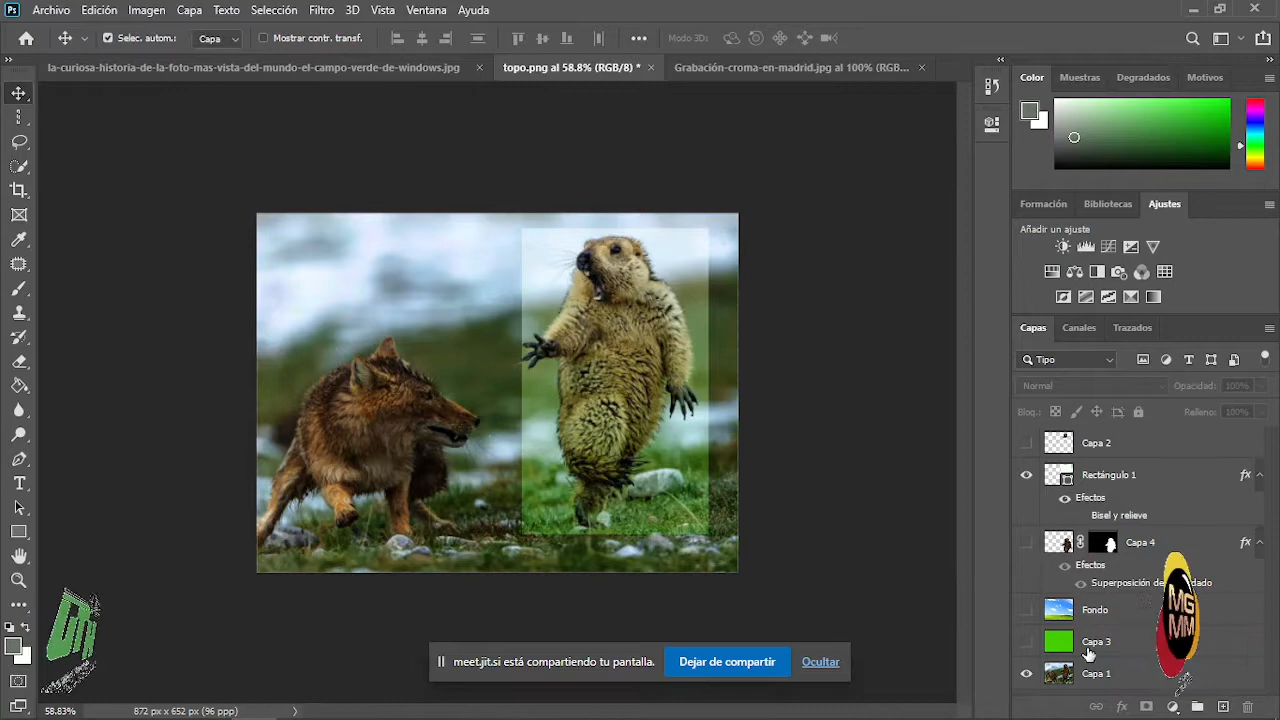 Ps Archivo Edición Imagen Capa Texto Selección Filtro 3D Vista Ventana Ayuda
Selec. autom.: Capa Mostrar contr. transf. Modo 3D:
la-curiosa-historia-de-la-foto-mas-vista-del-mundo-el-campo-verde-de-windows.jpg topo.png al 58.8% (RGB/8) * Grabación-croma-en-madrid.jpg al 100% (RGB...
Color Muestras Degradados Motivos
Formación Bibliotecas Ajustes
Añadir un ajuste
Capas Canales Trazados
Tipo
Normal Opacidad: 100%
Bloq.: Relleno: 100%
Capa 2
Rectángulo 1 fx
Efectos
Bisel y relieve
Capa 4 fx
Efectos
Superposición de
Fondo
Capa 3
Capa 1
MG
MM
meet.jit.si está compartiendo tu pantalla. Dejar de compartir Ocultar
58.83% 872 px x 652 px (96 ppp)